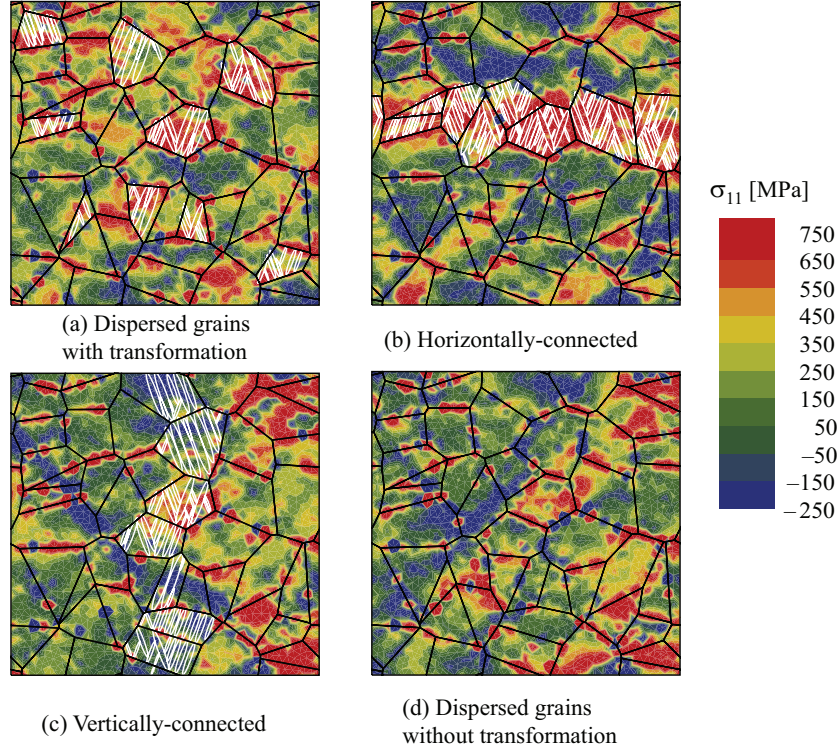 σ11 [MPa]
750
650
550
450
350
250
150
50
−50
−150
−250
(a) Dispersed grains
with transformation
(b) Horizontally-connected
(c) Vertically-connected
(d) Dispersed grains
without transformation